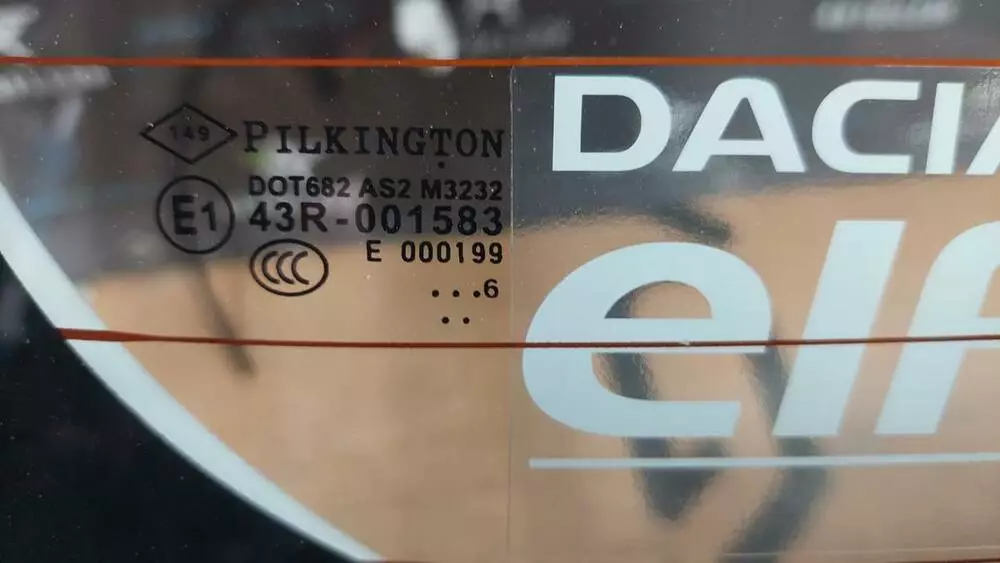 149 PILKINGTON
DOT682 AS2 M3232
E1 43R-001583
CCC E 000199
...6
..
DACIA
elf